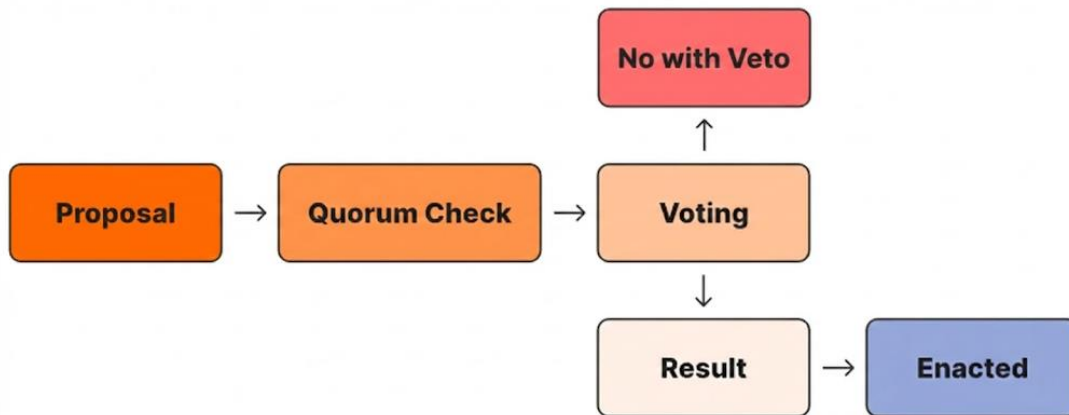 No with Veto
Proposal
Quorum Check
Voting
Result
Enacted